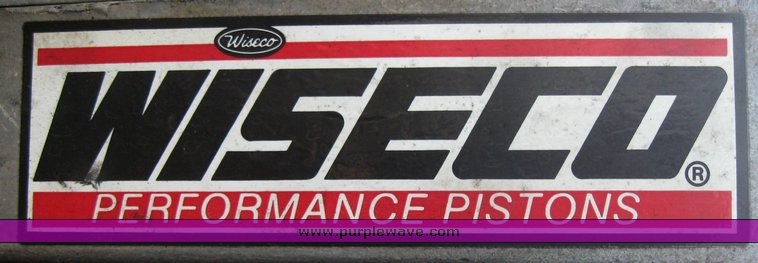 Wiseco
WISECO®
PERFORMANCE PISTONS
www.purplewave.com